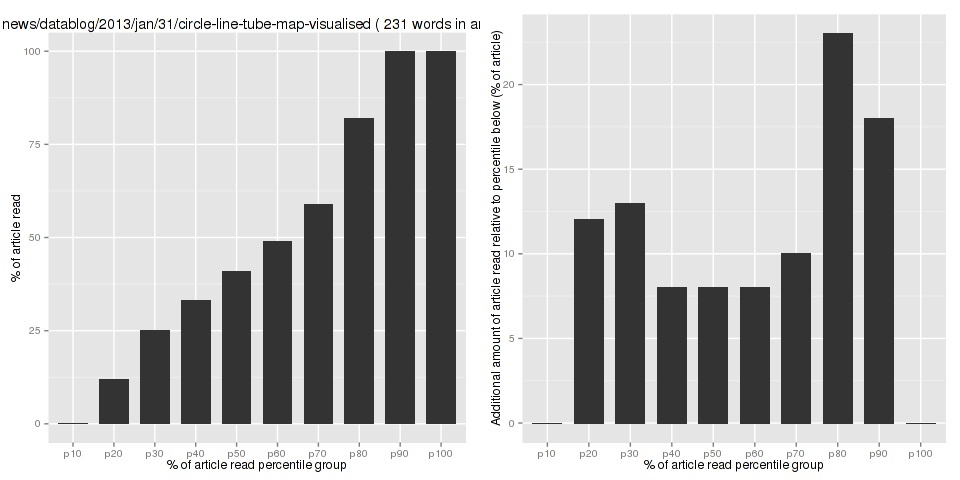 news/datablog/2013/jan/31/circle-line-tube-map-visualised ( 231 words in
% of article read
100
75
50
25
0
p10 p20 p30 p40 p50 p60 p70 p80 p90 p100
% of article read percentile group
Additional amount of article read relative to percentile below (% of article)
20
15
10
5
0
p10 p20 p30 p40 p50 p60 p70 p80 p90 p100
% of article read percentile group